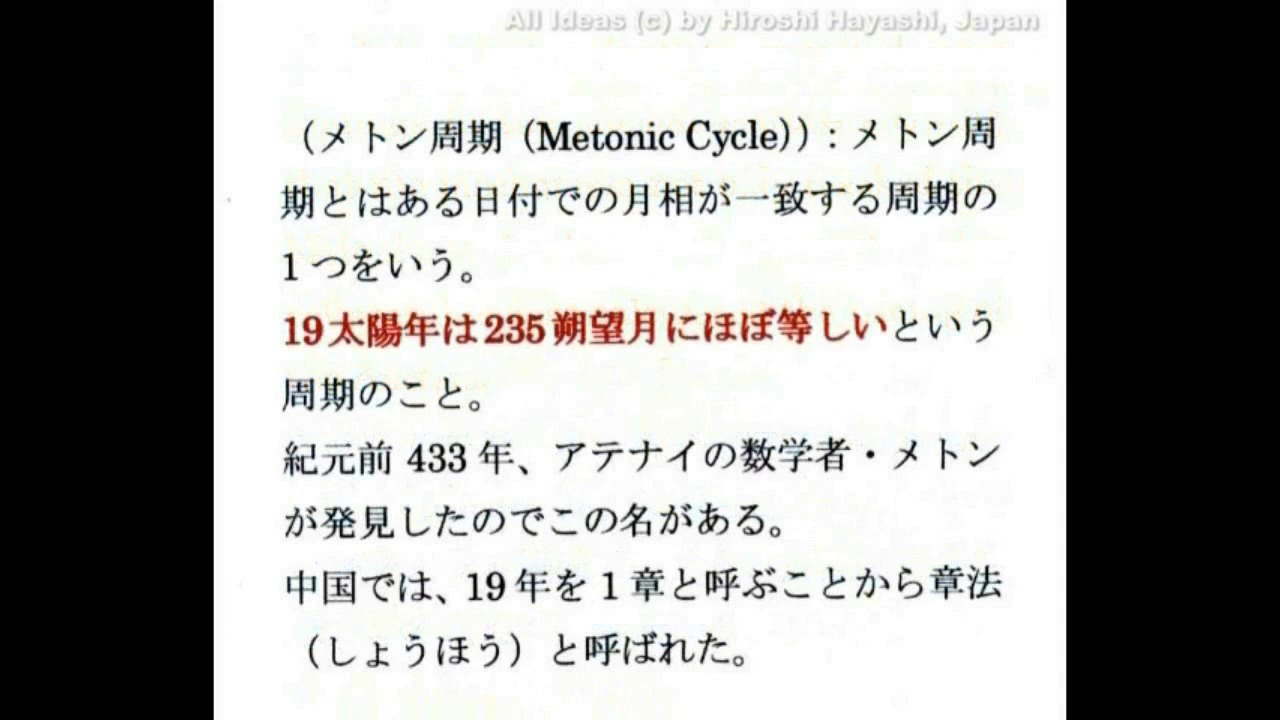 All Ideas (c) by Hiroshi Hayashi, Japan
（メトン周期（Metonic Cycle））：メトン周
期とはある日付での月相が一致する周期の
1つをいう。
19太陽年は235朔望月にほぼ等しいという
周期のこと。
紀元前 433 年、アテナイの数学者・メトン
が発見したのでこの名がある。
中国では、19年を1章と呼ぶことから章法
（しょうほう）と呼ばれた。